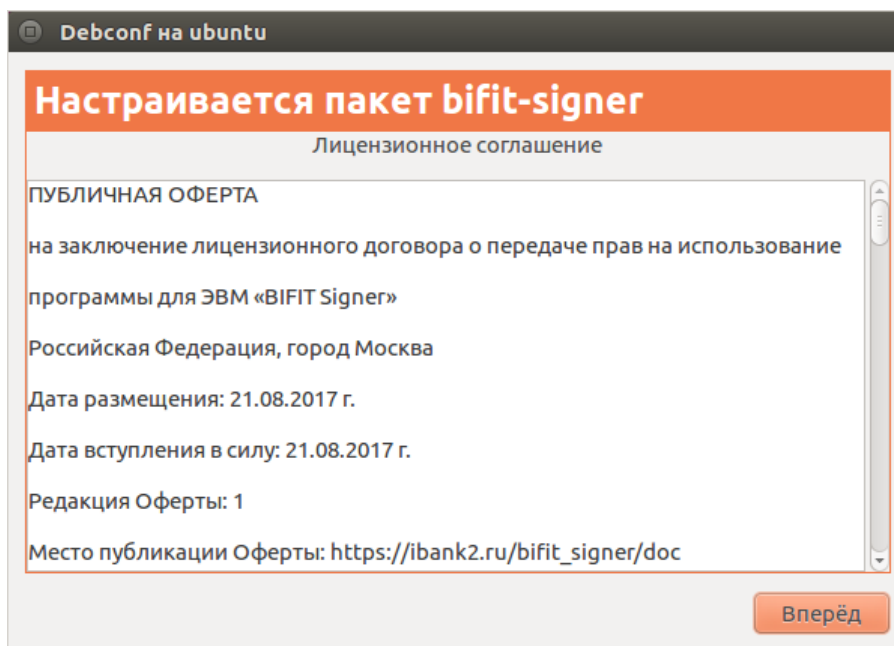 Debconf на ubuntu
Настраивается пакет bifit-signer
Лицензионное соглашение
ПУБЛИЧНАЯ ОФЕРТА
на заключение лицензионного договора о передаче прав на использование
программы для ЭВМ «BIFIT Signer»
Российская Федерация, город Москва
Дата размещения: 21.08.2017 г.
Дата вступления в силу: 21.08.2017 г.
Редакция Оферты: 1
Место публикации Оферты: https://ibank2.ru/bifit_signer/doc
Вперёд